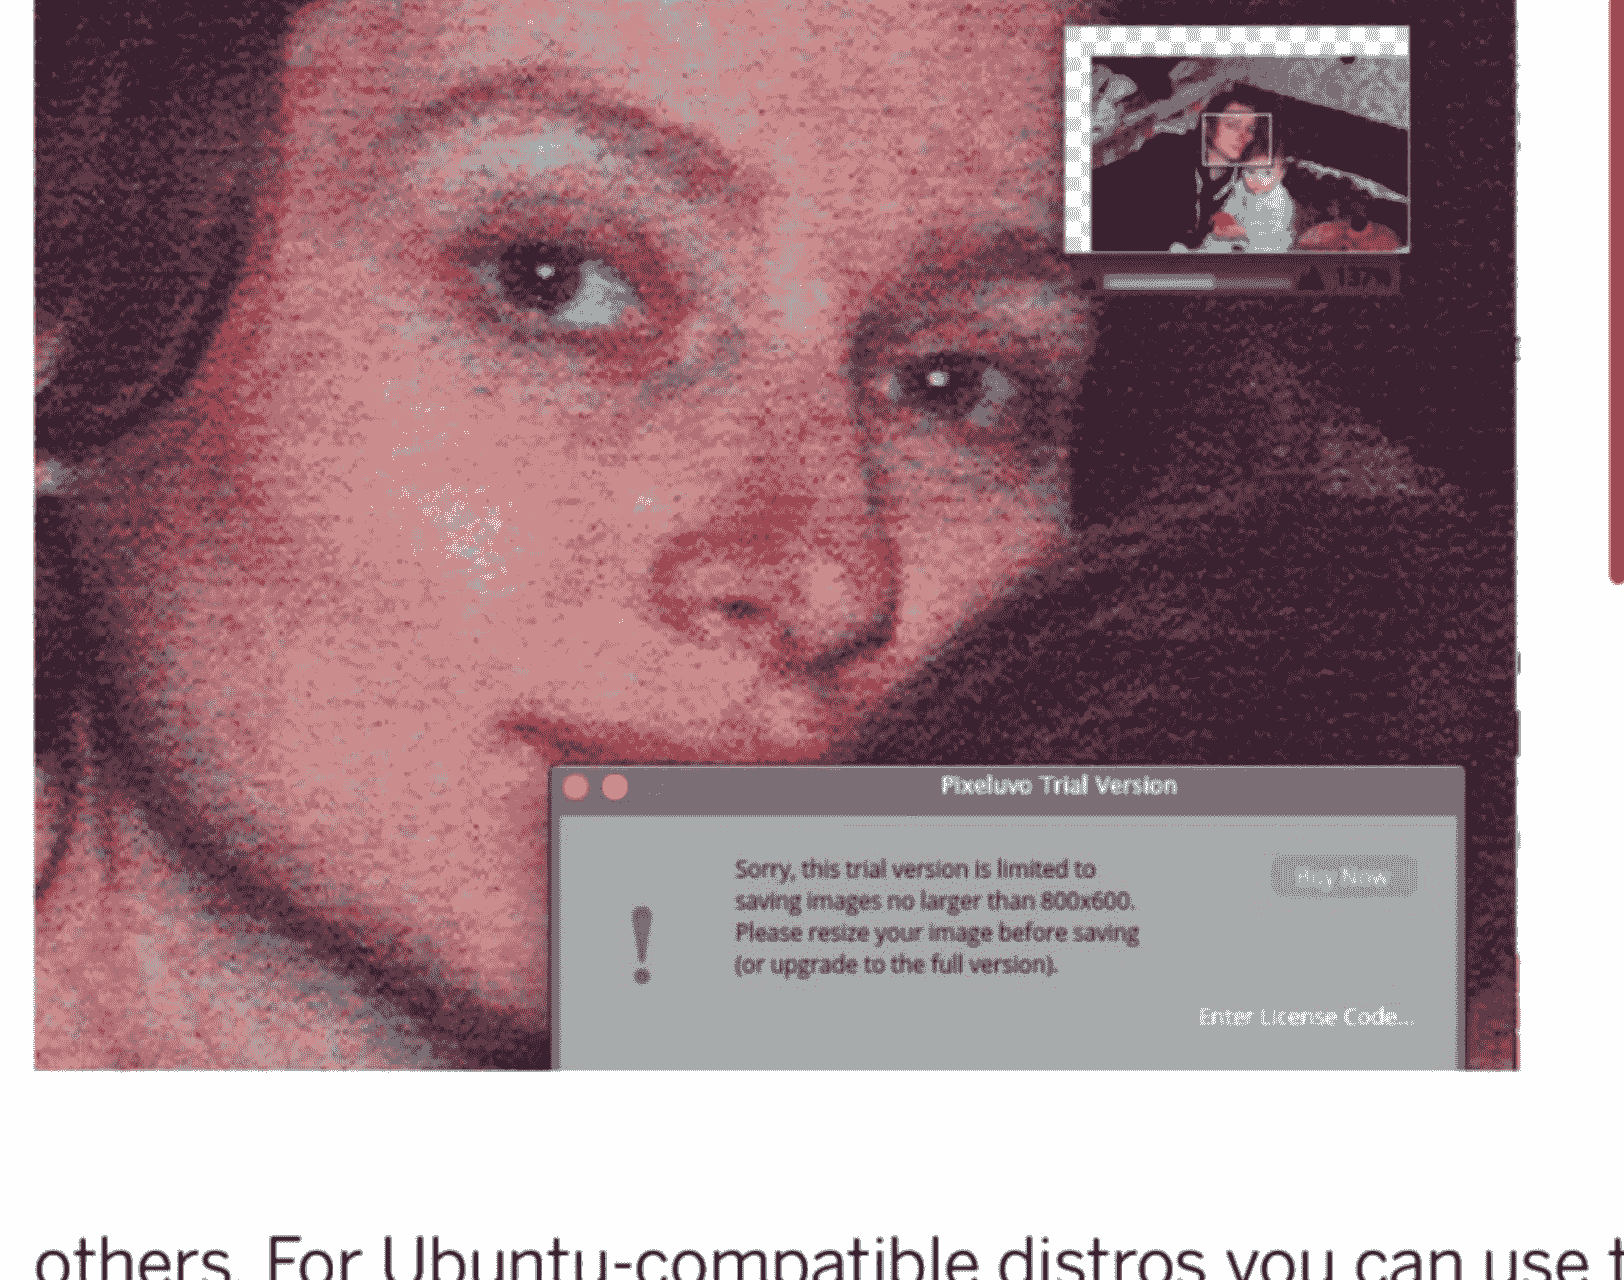 137%
Pixeluvo Trial Version
Sorry, this trial version is limited to
saving images no larger than 800x600.
Please resize your image before saving
(or upgrade to the full version).
Buy Now
Enter License Code...
others. For Ubuntu-compatible distros you can use